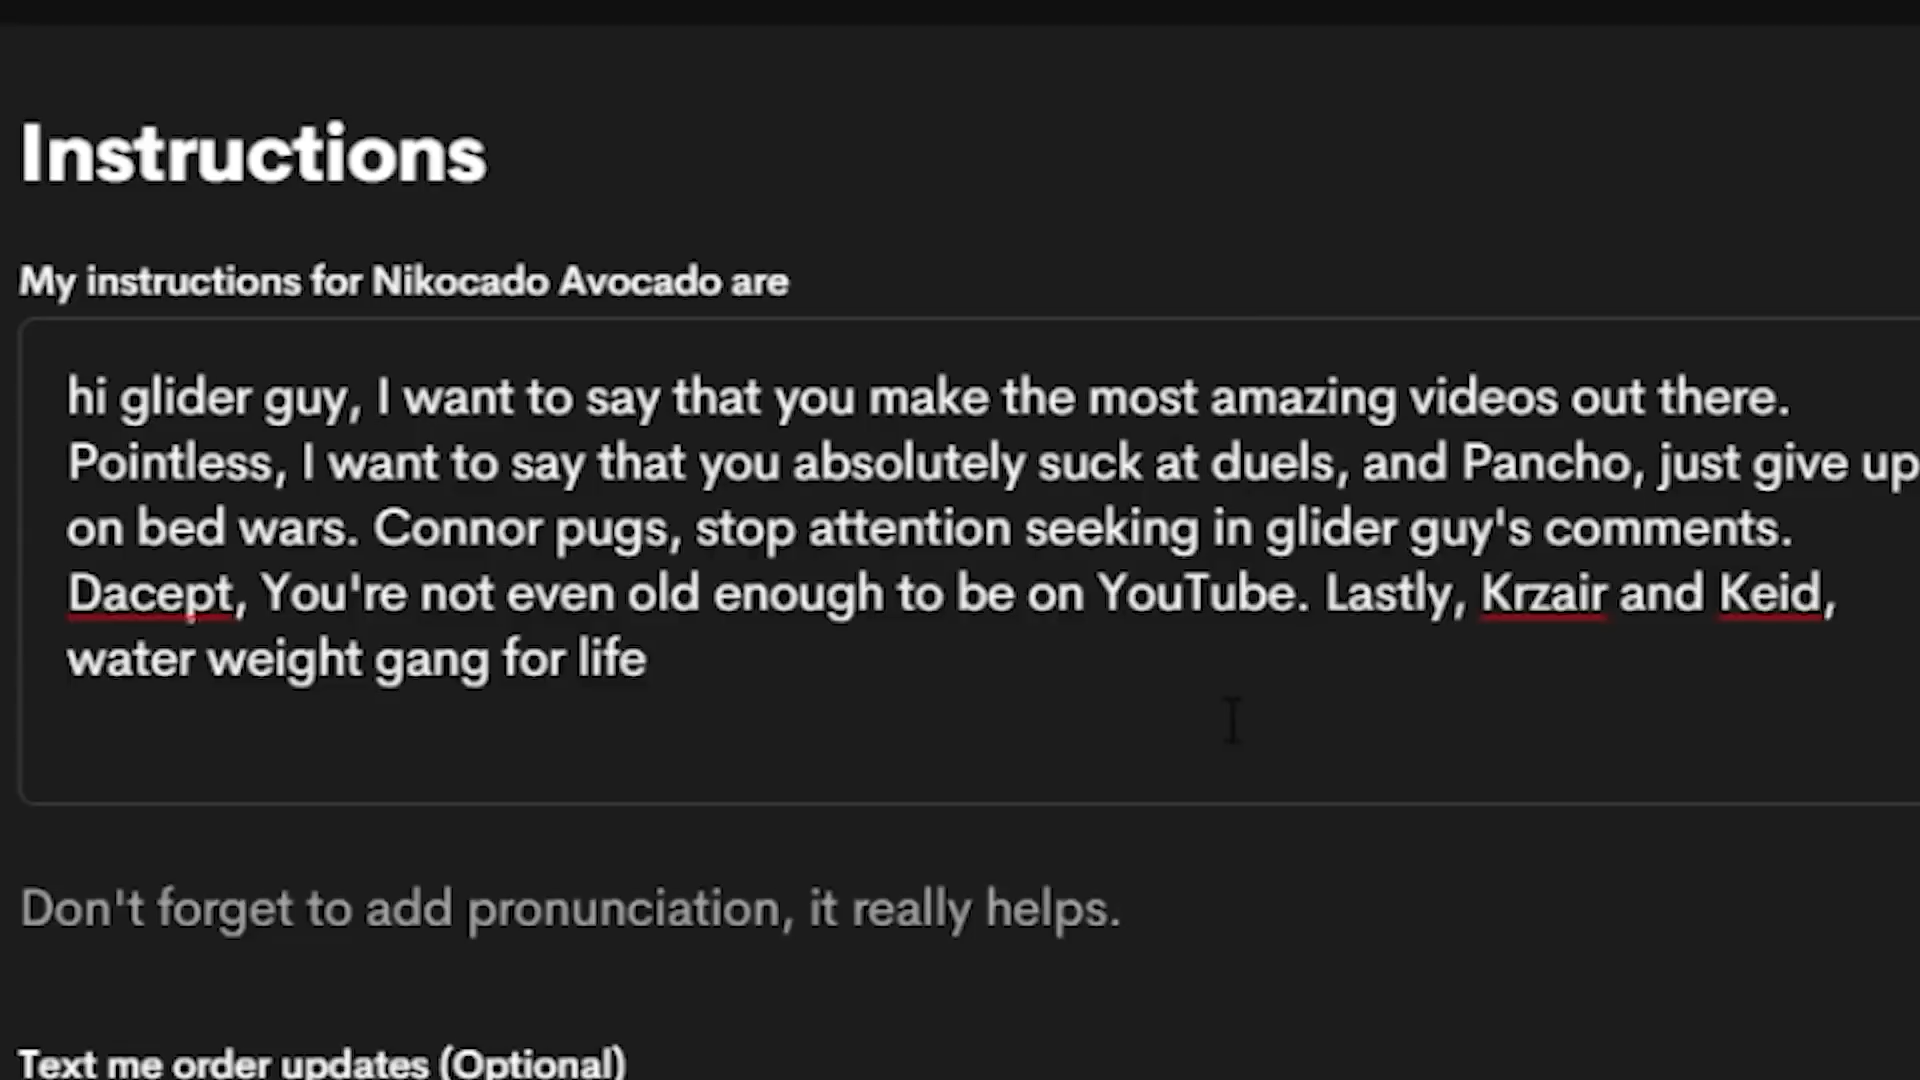 Instructions
My instructions for Nikocado Avocado are
hi glider guy, I want to say that you make the most amazing videos out there.
Pointless, I want to say that you absolutely suck at duels, and Pancho, just give up
on bed wars. Connor pugs, stop attention seeking in glider guy's comments.
Dacept, You're not even old enough to be on YouTube. Lastly, Krzair and Keid,
water weight gang for life
Don't forget to add pronunciation, it really helps.
Text me order updates (Optional)